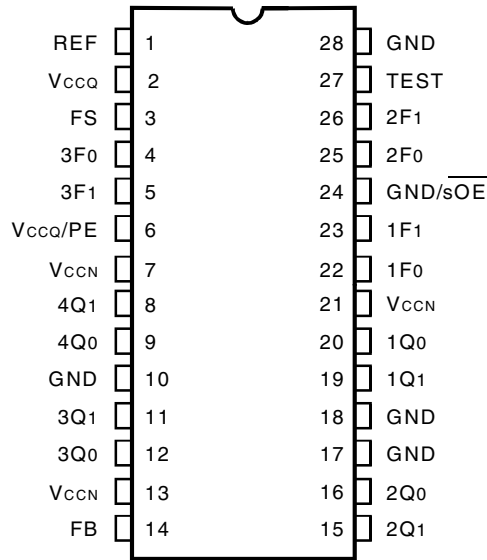 REF 1 28 GND
VCCQ 2 27 TEST
FS 3 26 2F1
3F0 4 25 2F0
3F1 5 24 GND/sOE
VCCQ/PE 6 23 1F1
VCCN 7 22 1F0
4Q1 8 21 VCCN
4Q0 9 20 1Q0
GND 10 19 1Q1
3Q1 11 18 GND
3Q0 12 17 GND
VCCN 13 16 2Q0
FB 14 15 2Q1